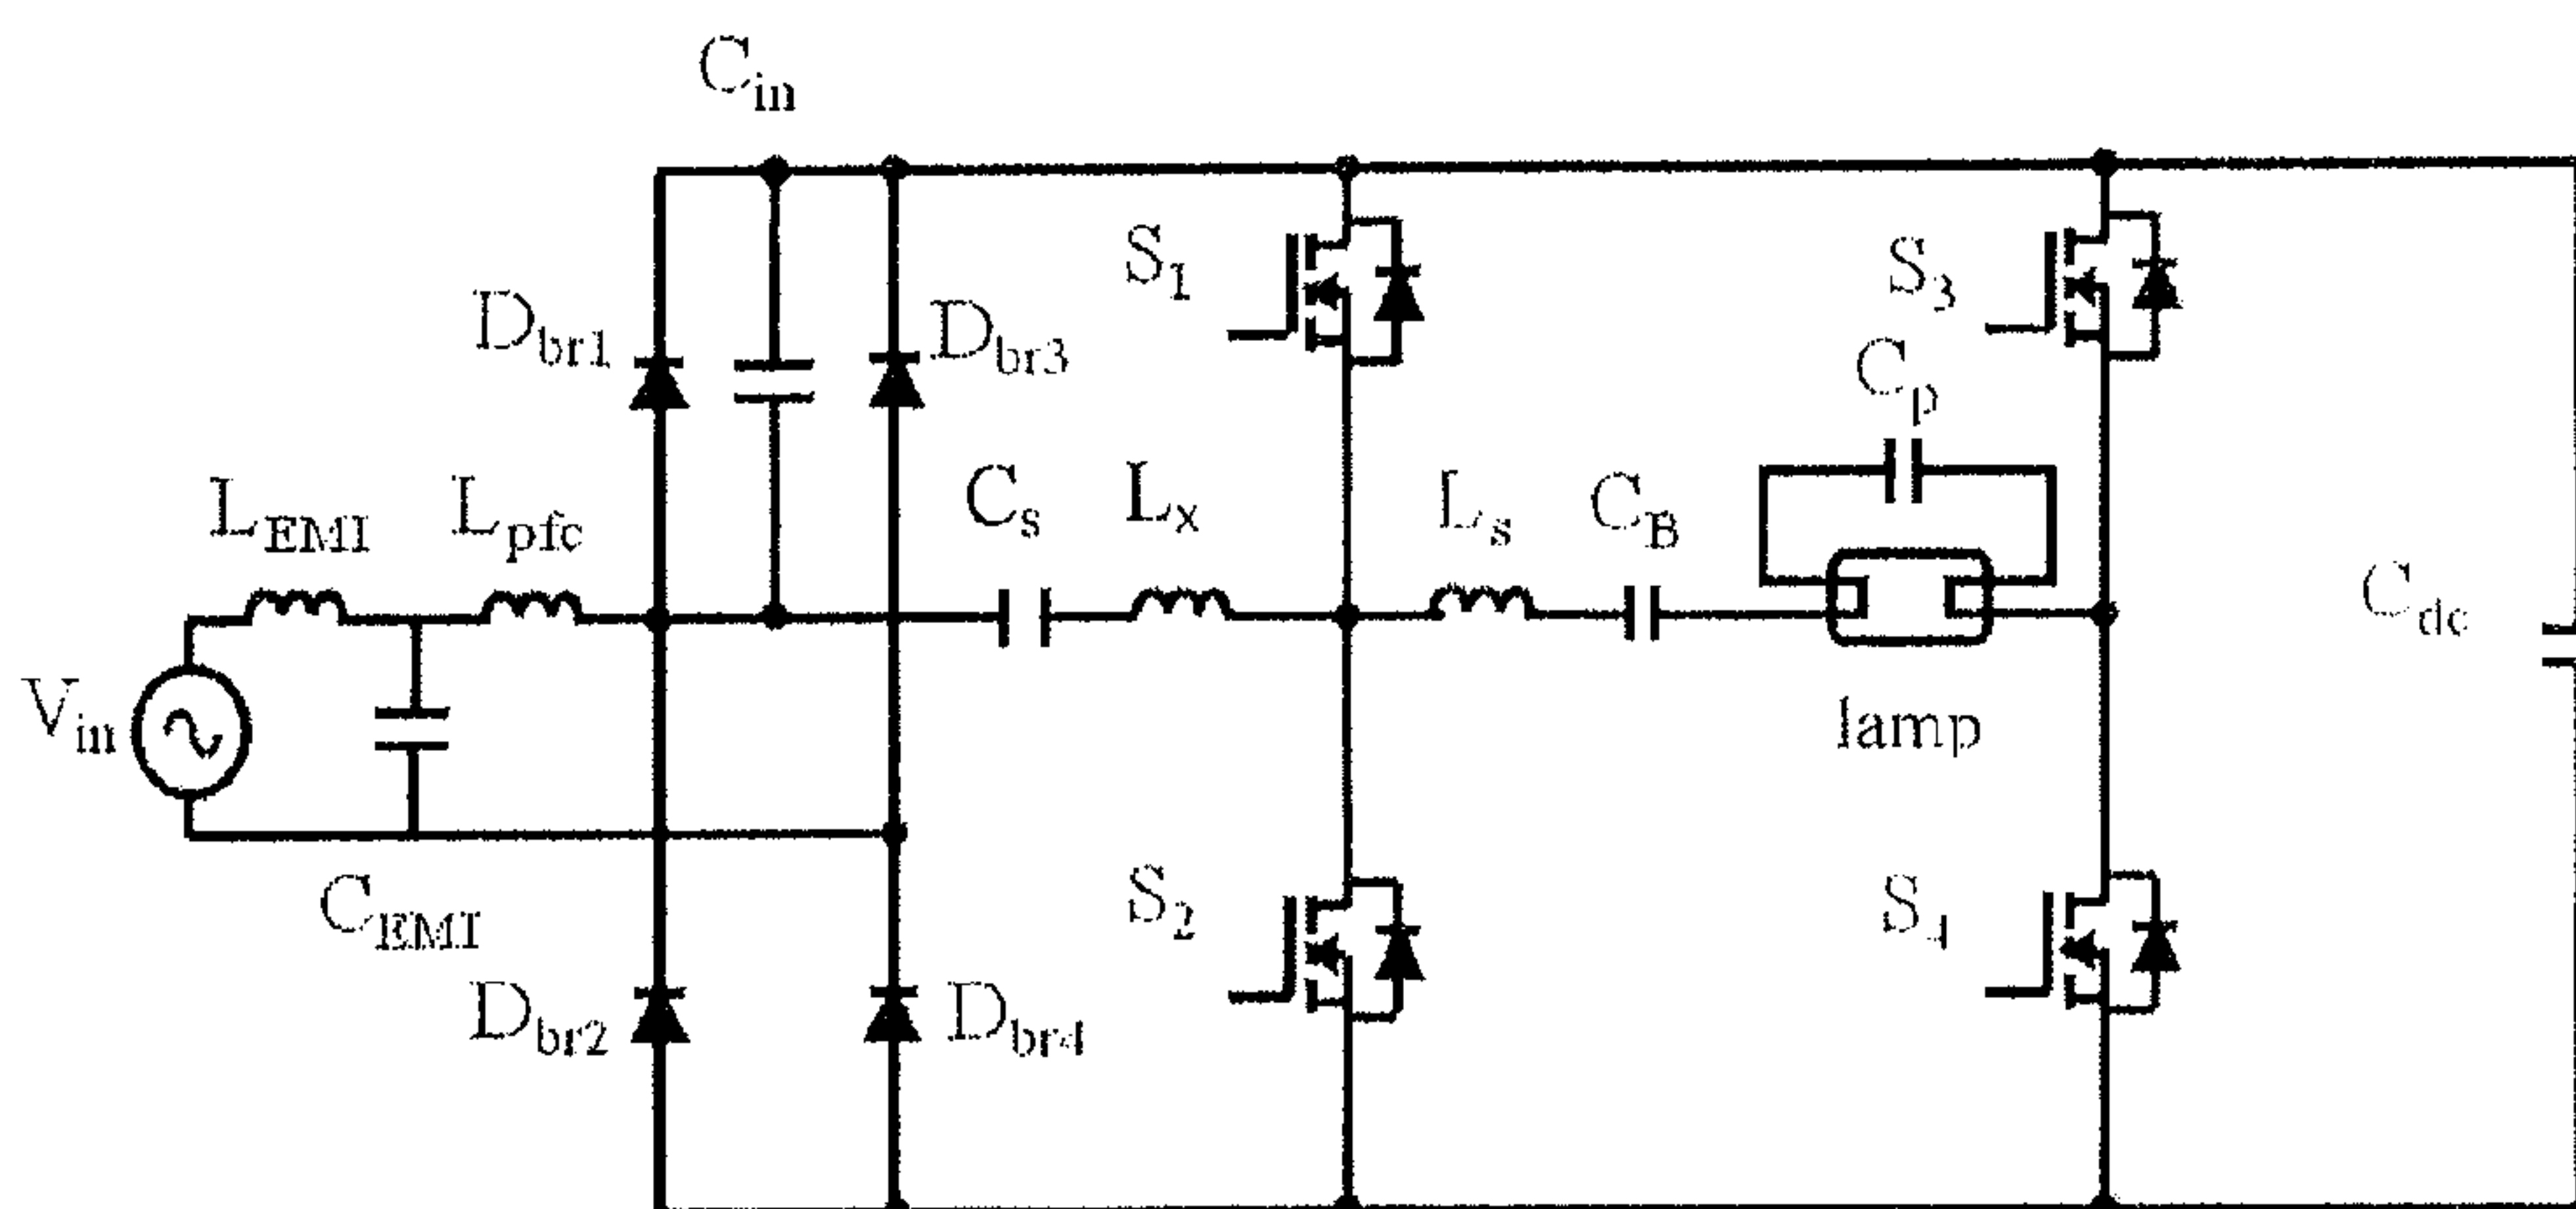 C_in
S_1
S_3
D_br1
D_br3
C_p
L_EMI
L_pfc
C_s
L_x
L_s
C_B
C_dc
V_in
lamp
C_EMI
S_2
S_4
D_br2
D_br4